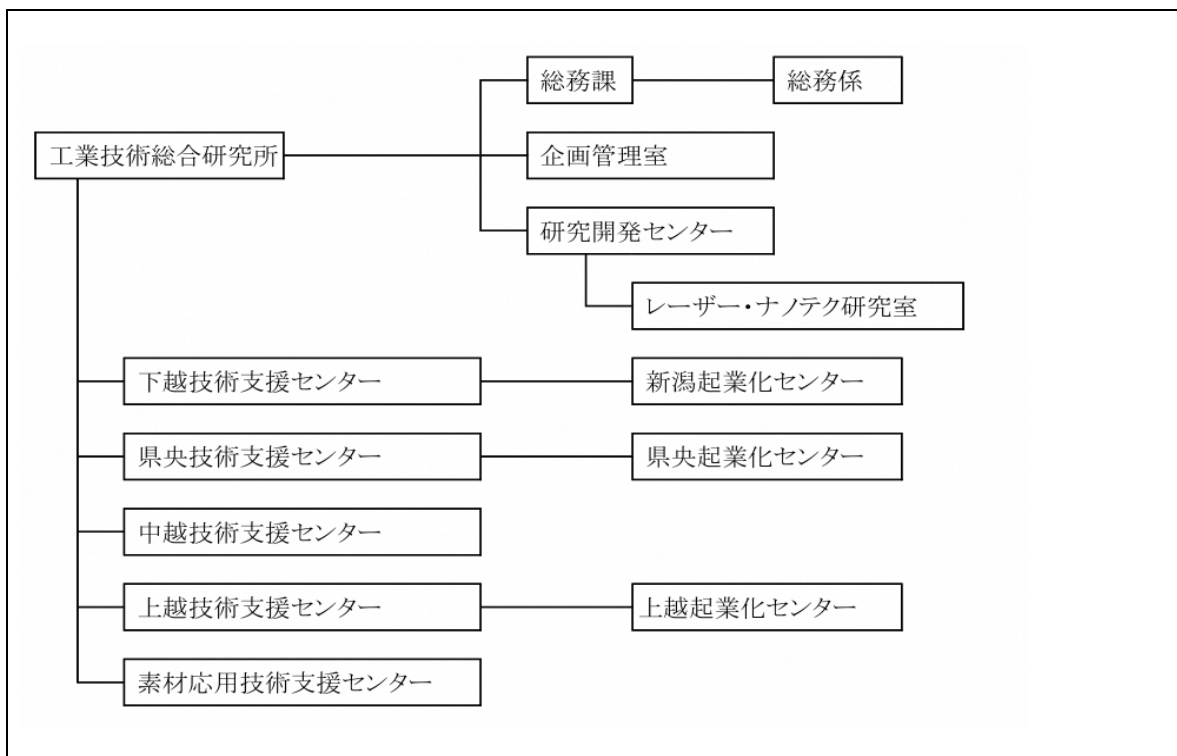 総務課
総務係
工業技術総合研究所
企画管理室
研究開発センター
レーザー・ナノテク研究室
下越技術支援センター
新潟起業化センター
県央技術支援センター
県央起業化センター
中越技術支援センター
上越技術支援センター
上越起業化センター
素材応用技術支援センター